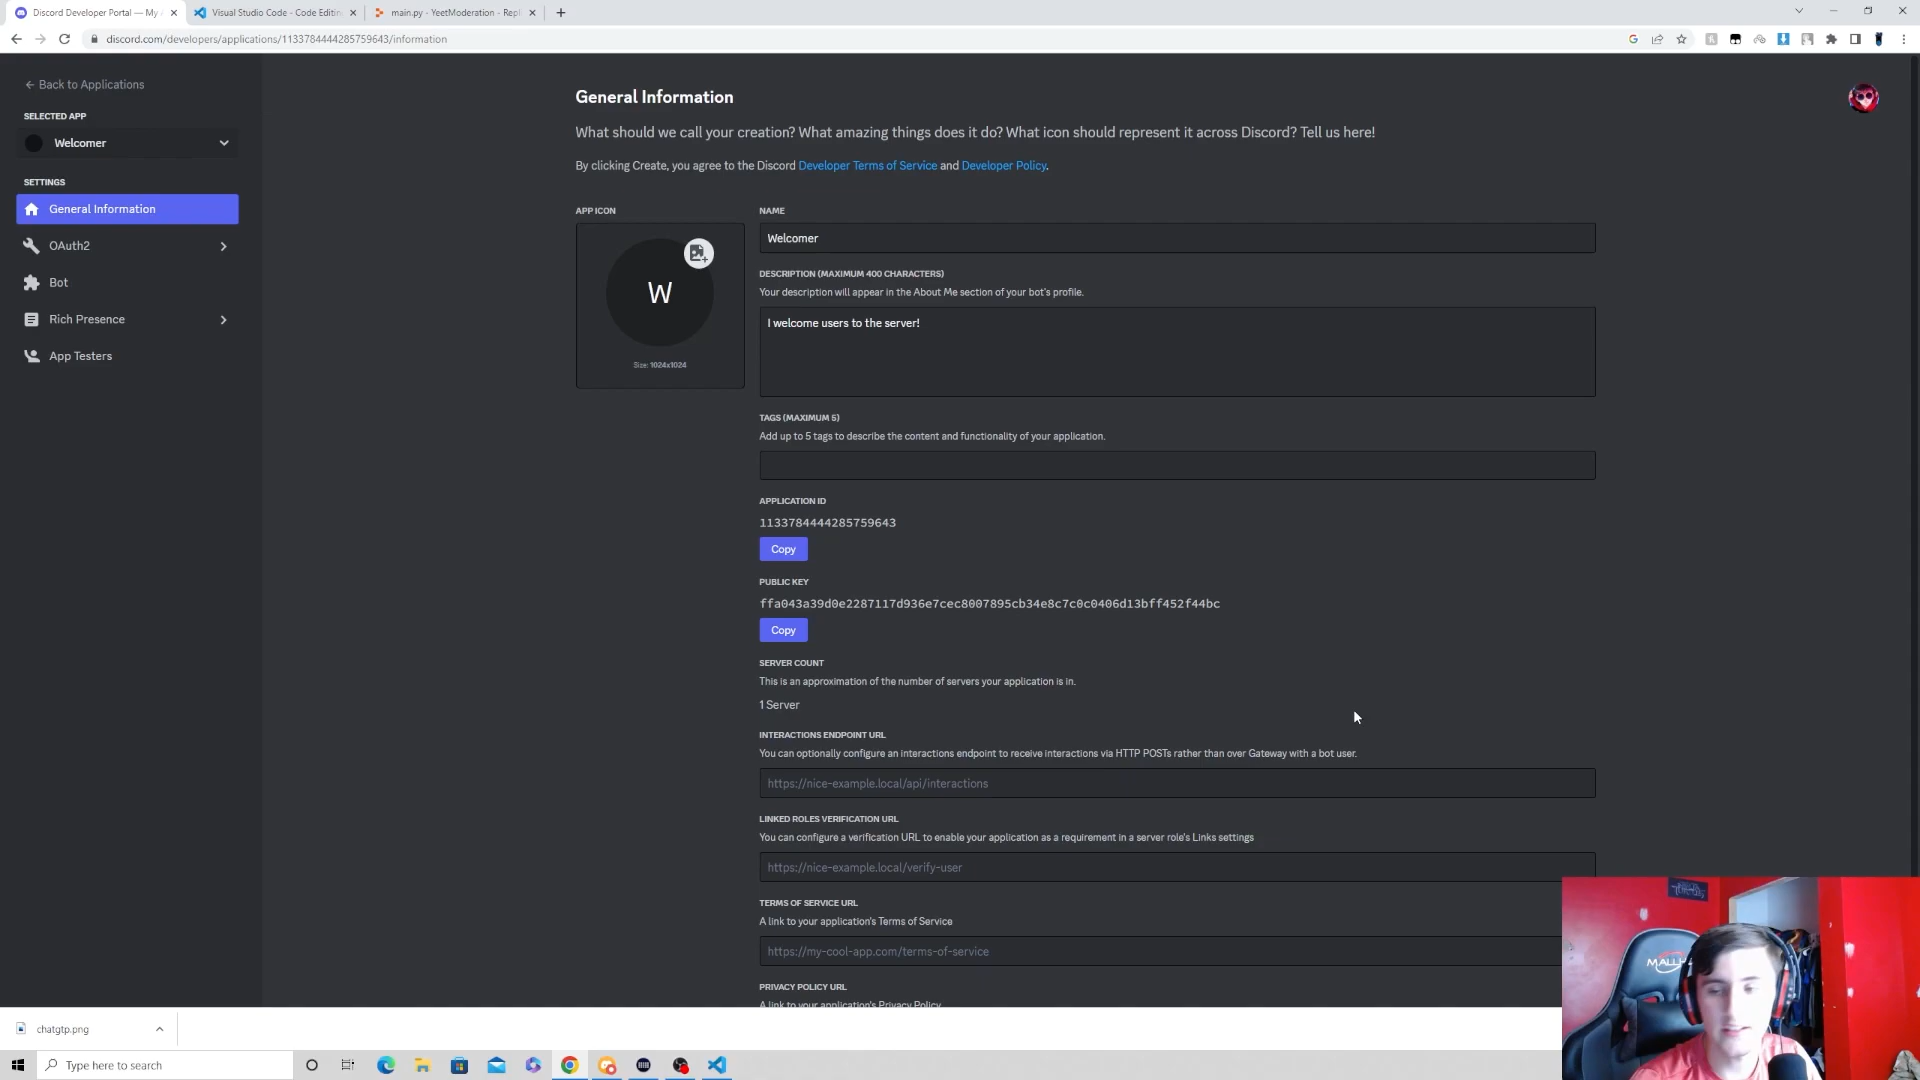 Discord Developer Portal — My A
Visual Studio Code - Code Editin
main.py - YeetModeration - Repl
discord.com/developers/applications/1133784444285759643/information
Back to Applications
SELECTED APP
Welcomer
SETTINGS
General Information
OAuth2
Bot
Rich Presence
App Testers
General Information
What should we call your creation? What amazing things does it do? What icon should represent it across Discord? Tell us here!
By clicking Create, you agree to the Discord Developer Terms of Service and Developer Policy.
APP ICON
W
Size: 1024x1024
NAME
Welcomer
DESCRIPTION (MAXIMUM 400 CHARACTERS)
Your description will appear in the About Me section of your bot's profile.
I welcome users to the server!
TAGS (MAXIMUM 5)
Add up to 5 tags to describe the content and functionality of your application.
APPLICATION ID
1133784444285759643
Copy
PUBLIC KEY
ffa043a39d0e2287117d936e7cec8007895cb34e8c7c0c0406d13bff452f44bc
Copy
SERVER COUNT
This is an approximation of the number of servers your application is in.
1 Server
INTERACTIONS ENDPOINT URL
You can optionally configure an interactions endpoint to receive interactions via HTTP POSTs rather than over Gateway with a bot user.
https://nice-example.local/api/interactions
LINKED ROLES VERIFICATION URL
You can configure a verification URL to enable your application as a requirement in a server role's Links settings
https://nice-example.local/verify-user
TERMS OF SERVICE URL
A link to your application's Terms of Service
https://my-cool-app.com/terms-of-service
PRIVACY POLICY URL
A link to your application's Privacy Policy
chatgtp.png
Type here to search